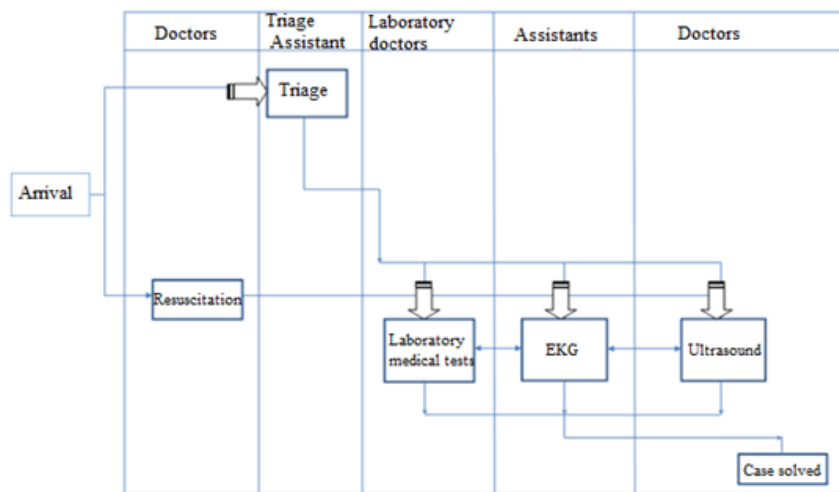 Doctors
Triage
Assistant
Laboratory
doctors
Assistants
Doctors
Triage
Arrival
Resuscitation
Laboratory
medical tests
EKG
Ultrasound
Case solved